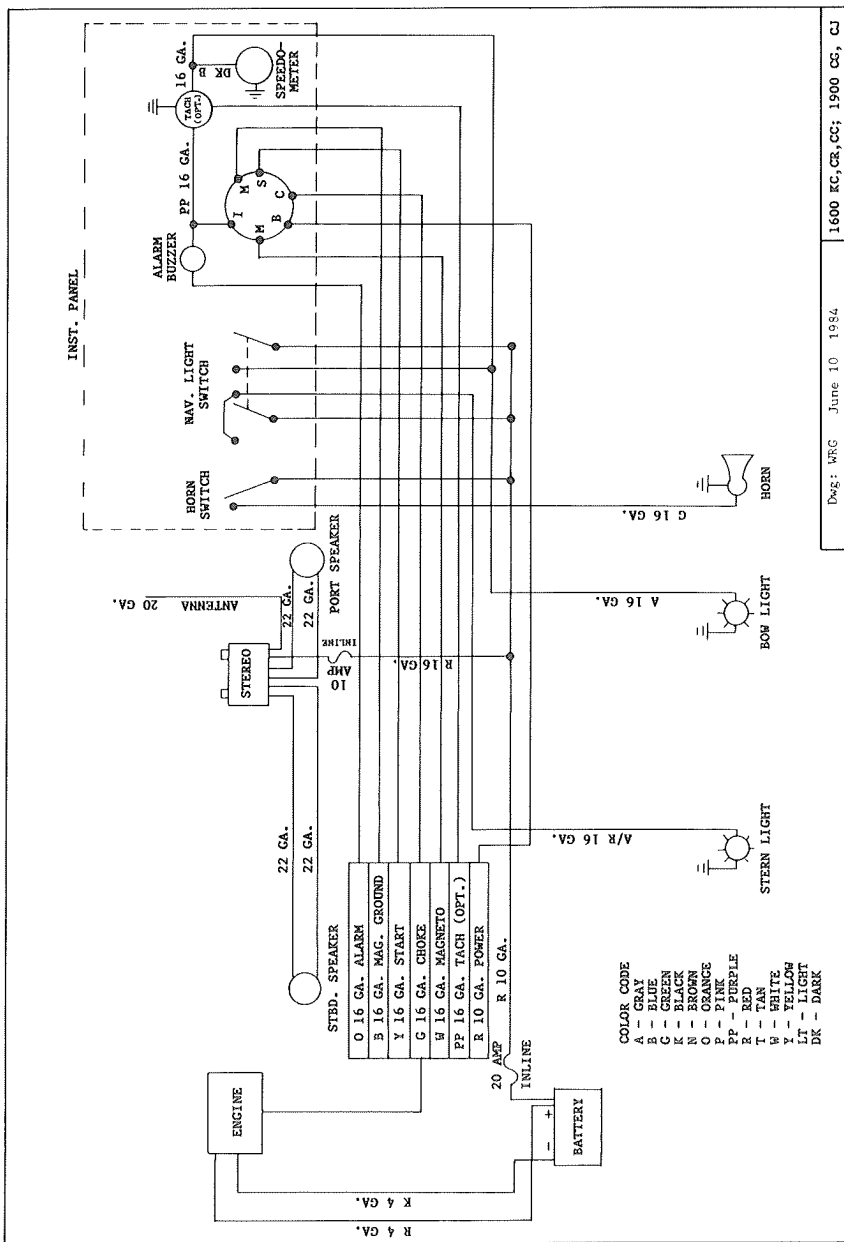 INST. PANEL
16 GA.
DK B
SPEEDO-
METER
TACH
(OPT.)
PP 16 GA.
ALARM
BUZZER
I
M
S
C
B
M
NAV. LIGHT
SWITCH
HORN
SWITCH
ANTENNA 20 GA.
22 GA.
22 GA.
PORT SPEAKER
STEREO
10
AMP
INLINE
R 16 GA.
22 GA.
22 GA.
STBD. SPEAKER
O 16 GA. ALARM
B 16 GA. MAG. GROUND
Y 16 GA. START
G 16 GA. CHOKE
W 16 GA. MAGNETO
PP 16 GA. TACH (OPT.)
R 10 GA. POWER
R 10 GA.
20 AMP
INLINE
ENGINE
BATTERY
+
-
K 4 GA.
R 4 GA.
G 16 GA.
HORN
A 16 GA.
BOW LIGHT
A/R 16 GA.
STERN LIGHT
COLOR CODE
A - GRAY
B - BLUE
G - GREEN
K - BLACK
N - BROWN
O - ORANGE
P - PINK
PP - PURPLE
R - RED
T - TAN
W - WHITE
Y - YELLOW
LT - LIGHT
DK - DARK
Dwg: WRG June 10 1984
1600 KC,CR,CC; 1900 CG, CJ